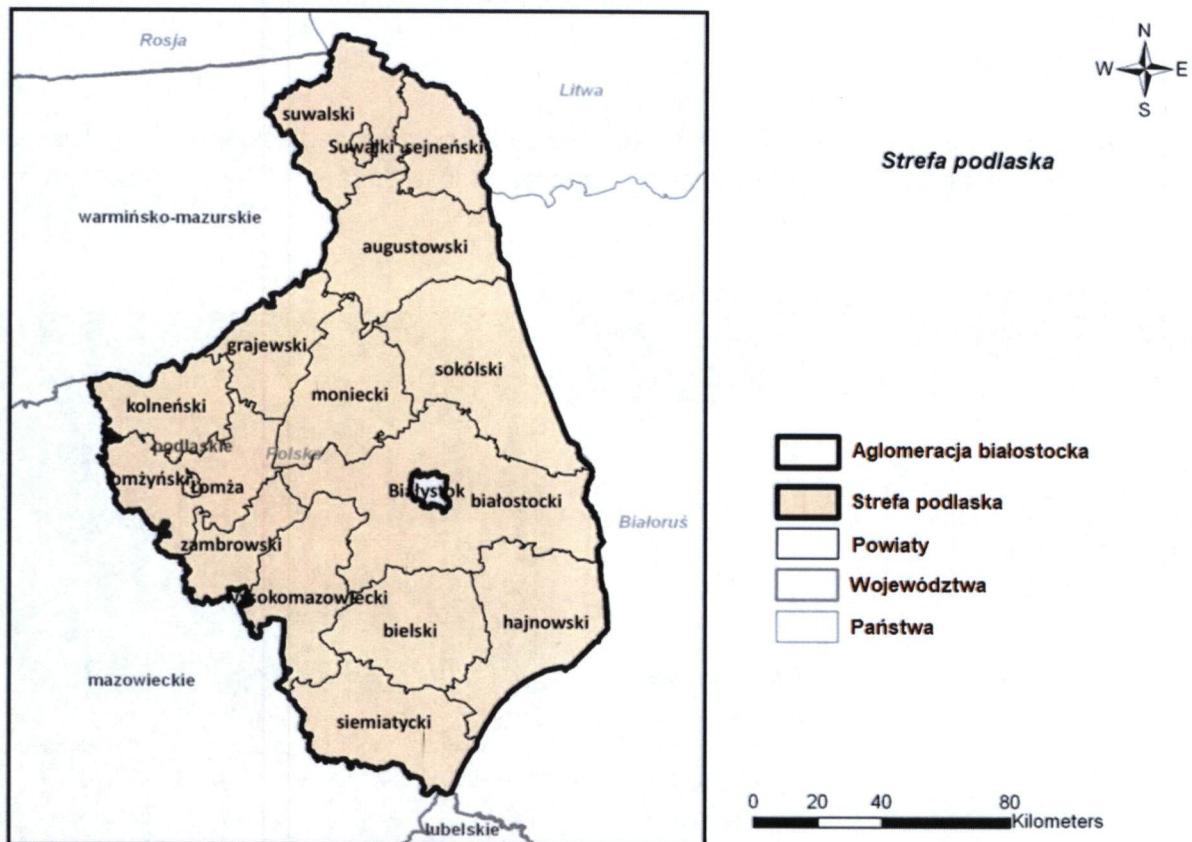 Rosja
Litwa
N
W E
S
suwalski
Suwałki sejneński
Strefa podlaska
warmińsko-mazurskie
augustowski
grajewski
sokólski
moniecki
kolneński
podlaskie
Polska
Aglomeracja białostocka
omżyński
Łomża
Białystok
białostocki
Strefa podlaska
Białoruś
zambrowski
Powiaty
Województwa
wysokomazowiecki
hajnowski
bielski
Państwa
mazowieckie
siemiatycki
0 20 40 80
Kilometers
lubelskie